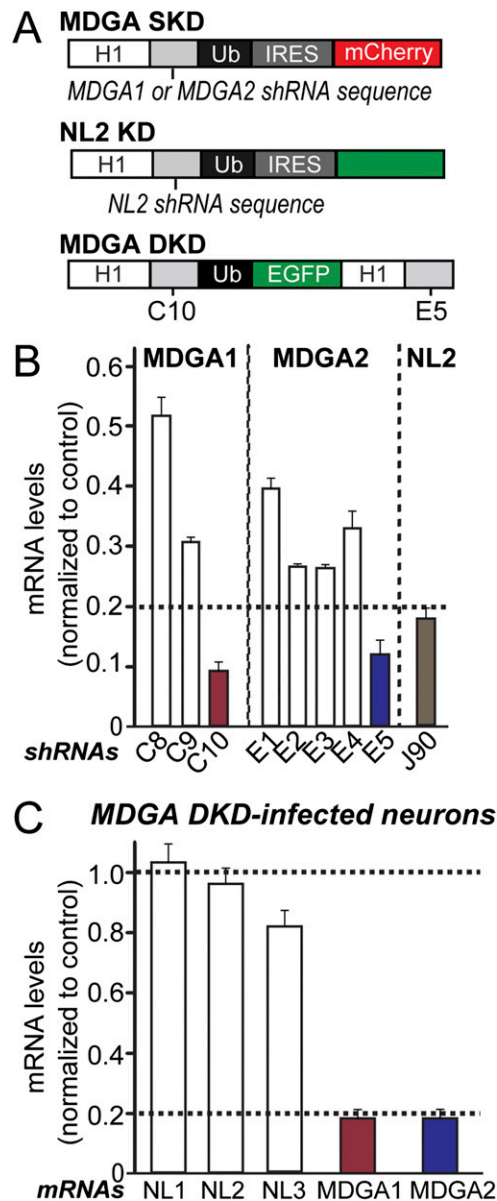 A
MDGA SKD
H1 Ub IRES mCherry
MDGA1 or MDGA2 shRNA sequence
NL2 KD
H1 Ub IRES
NL2 shRNA sequence
MDGA DKD
H1 Ub EGFP H1
C10 E5
B
MDGA1 MDGA2 NL2
mRNA levels
(normalized to control)
0.6
0.5
0.4
0.3
0.2
0.1
0
shRNAs C8 C9 C10 E1 E2 E3 E4 E5 J90
C MDGA DKD-infected neurons
mRNA levels
(normalized to control)
1.0
0.8
0.6
0.4
0.2
0
mRNAs NL1 NL2 NL3 MDGA1 MDGA2